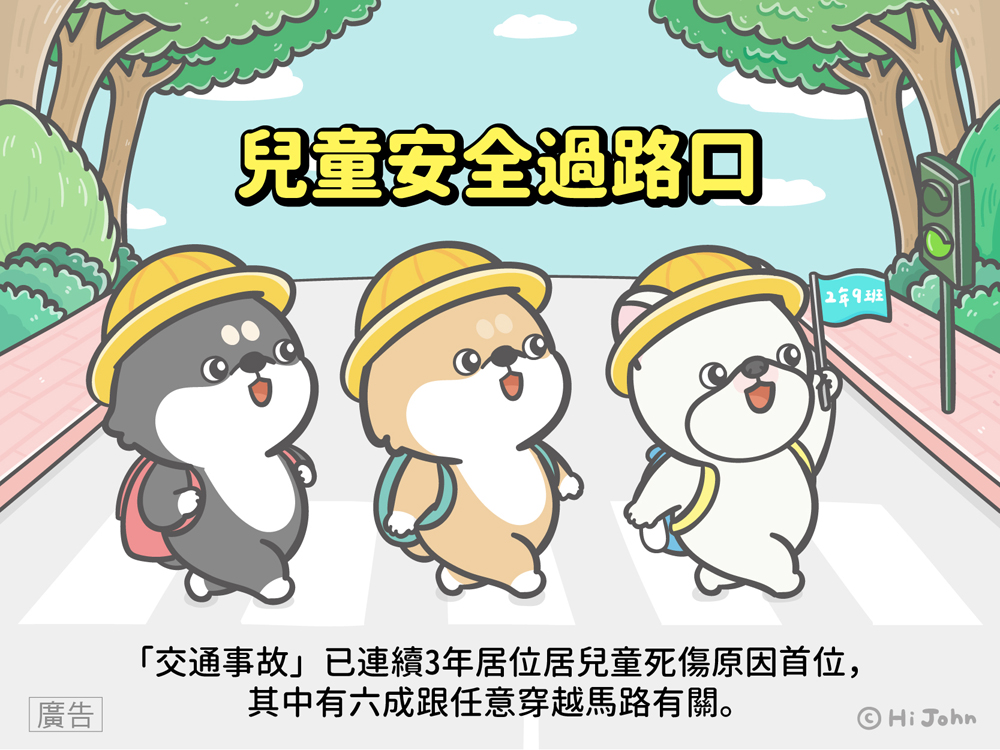 兒童安全過路口
2年9班
「交通事故」已連續3年居位居兒童死傷原因首位，
其中有六成跟任意穿越馬路有關。
廣告
© Hi John